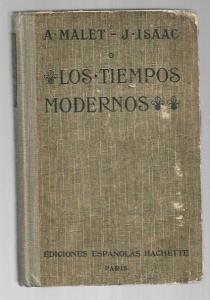 A·MALET - J·ISAAC
LOS·TIEMPOS
MODERNOS
EDICIONES ESPAÑOLAS HACHETTE
PARIS